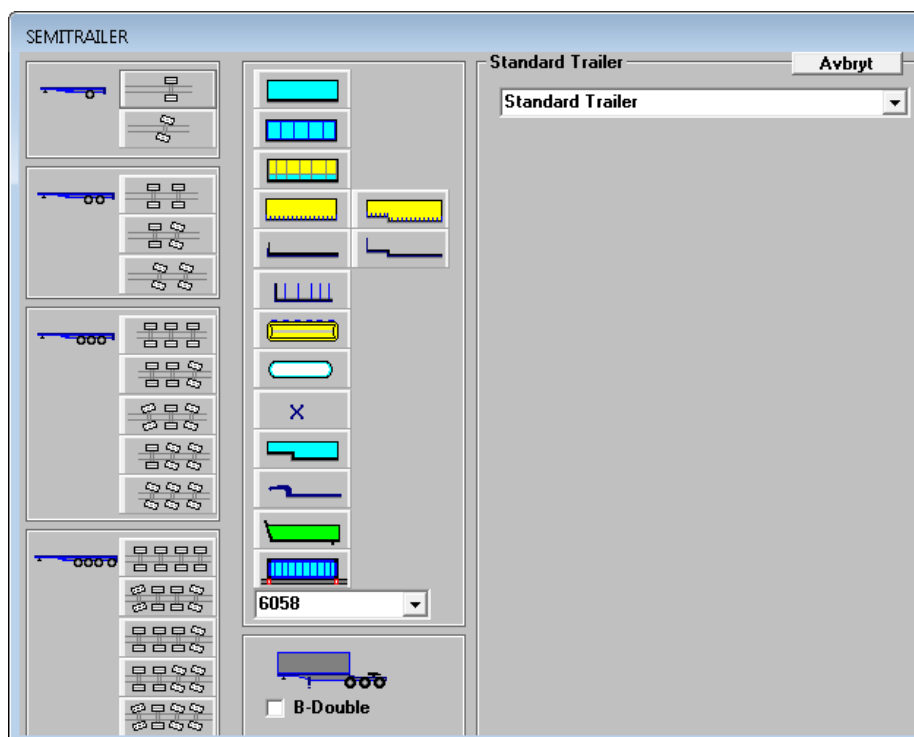 SEMITRAILER
Standard Trailer
Avbryt
Standard Trailer
6058
B-Double